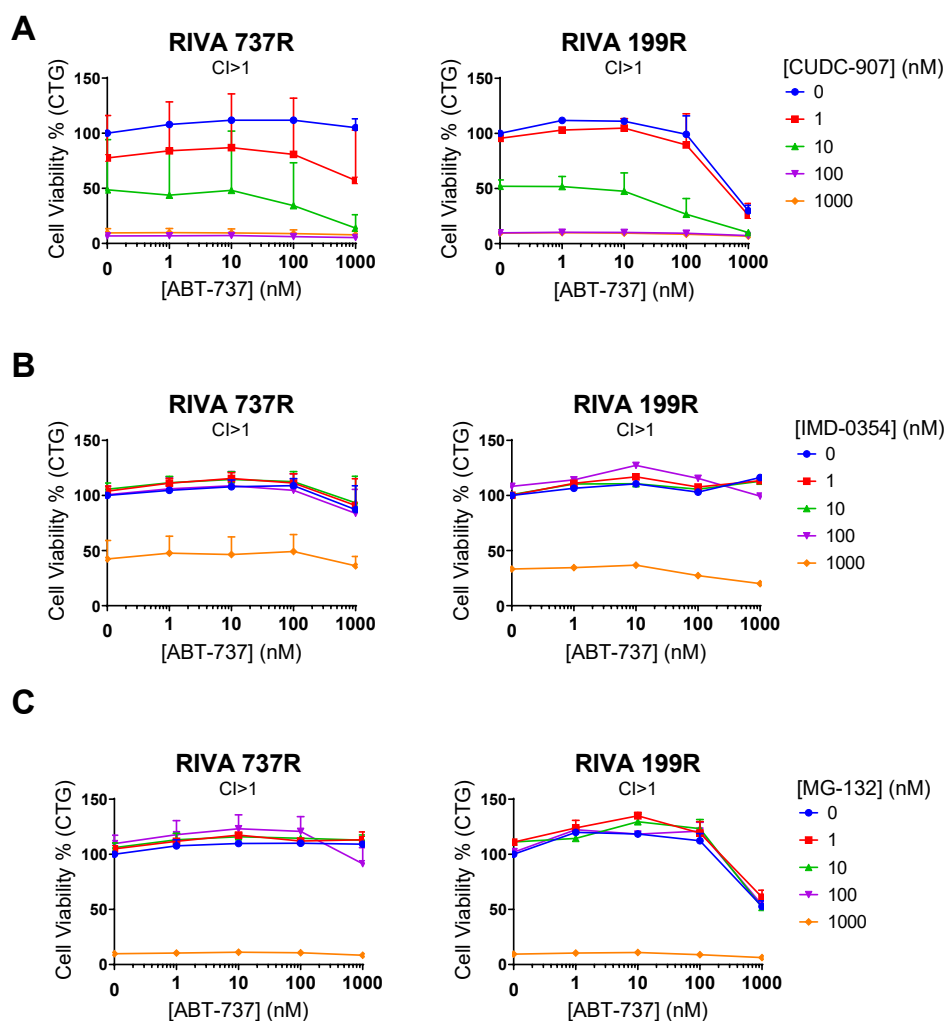 A
RIVA 737R
CI>1
Cell Viability % (CTG)
150
100
50
0
0 1 10 100 1000
[ABT-737] (nM)
RIVA 199R
CI>1
Cell Viability % (CTG)
150
100
50
0
0 1 10 100 1000
[ABT-737] (nM)
[CUDC-907] (nM)
0
1
10
100
1000
B
RIVA 737R
CI>1
Cell Viability % (CTG)
150
100
50
0
0 1 10 100 1000
[ABT-737] (nM)
RIVA 199R
CI>1
Cell Viability % (CTG)
150
100
50
0
0 1 10 100 1000
[ABT-737] (nM)
[IMD-0354] (nM)
0
1
10
100
1000
C
RIVA 737R
CI>1
Cell Viability % (CTG)
150
100
50
0
0 1 10 100 1000
[ABT-737] (nM)
RIVA 199R
CI>1
Cell Viability % (CTG)
150
100
50
0
0 1 10 100 1000
[ABT-737] (nM)
[MG-132] (nM)
0
1
10
100
1000